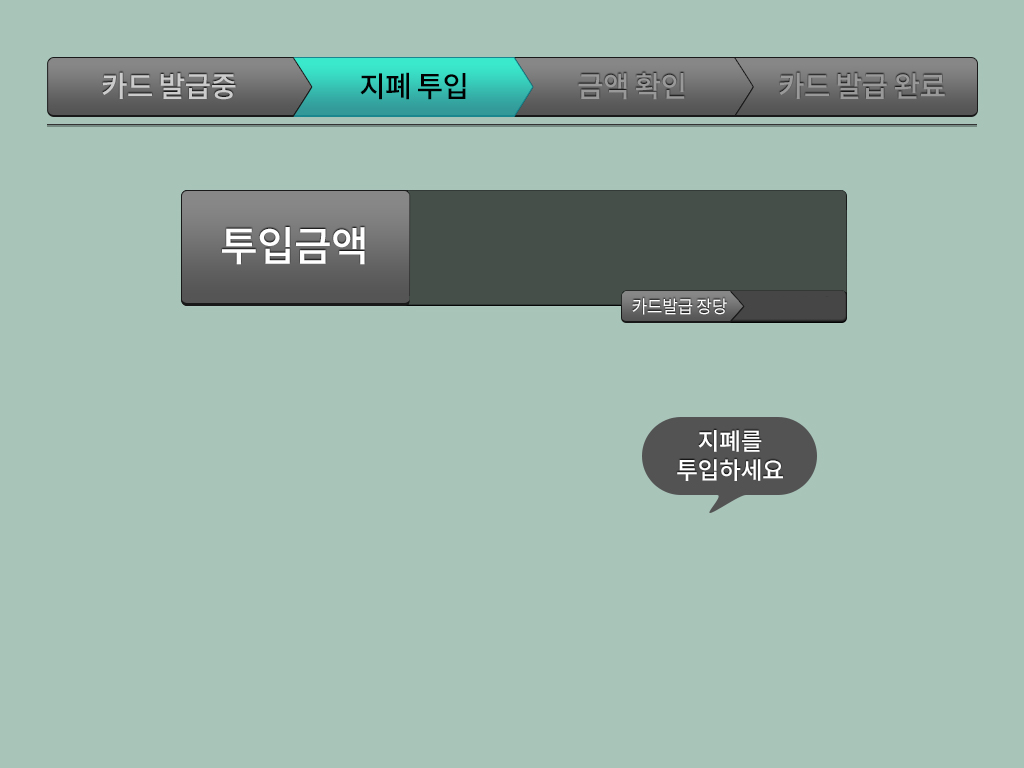 카드 발급중
지폐 투입
금액 확인
카드 발급 완료
투입금액
카드발급 장당
지폐를
투입하세요